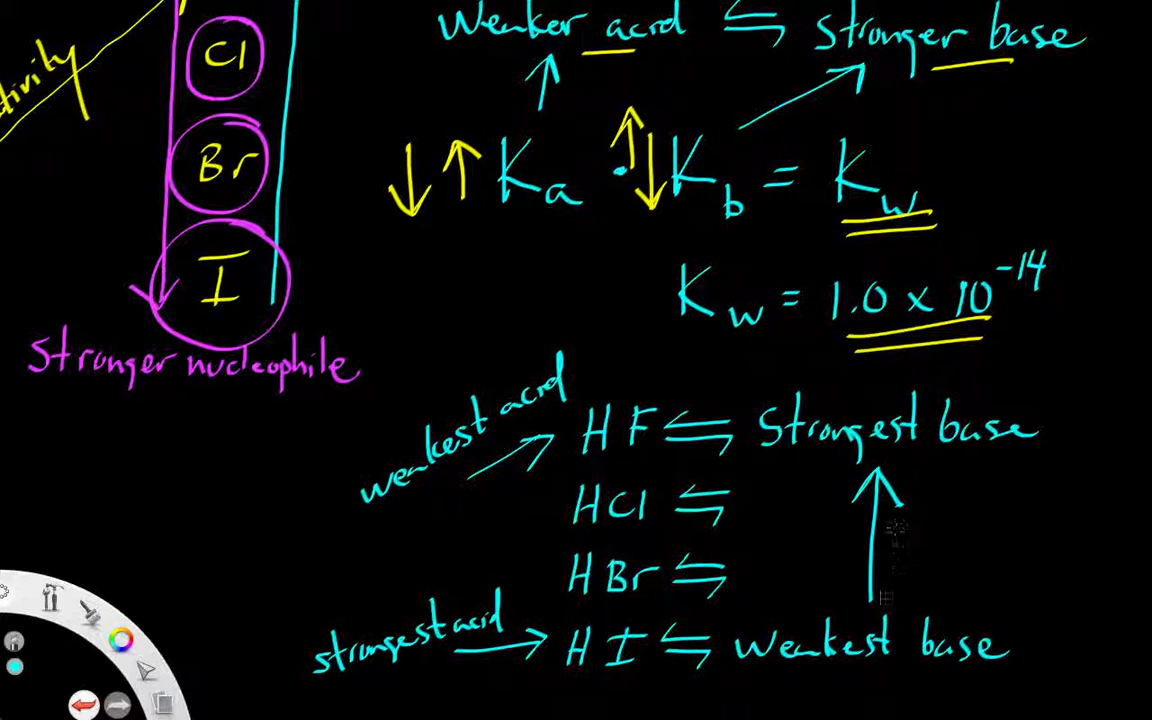 Weaker acid ⇌ Stronger base
Cl
Br
I
Stronger nucleophile
↓ ↑ Ka · ↑ ↓ Kb = Kw
Kw = 1.0 x 10⁻¹⁴
weakest acid → HF ⇌ Strongest base
HCl ⇌
HBr ⇌
strongest acid → HI ⇌ weakest base